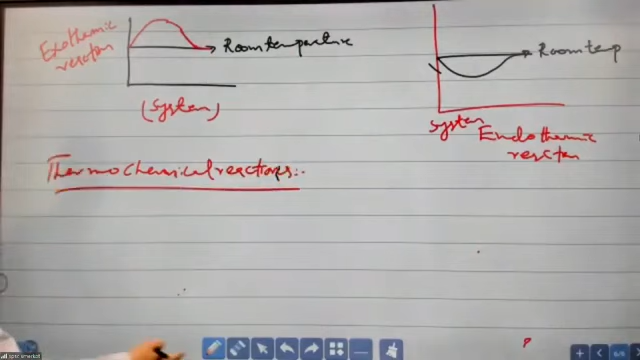 Exothermic
reaction
Room temperature
(System)
Room temp
System
Endothermic
reaction
Thermochemical reactions:-